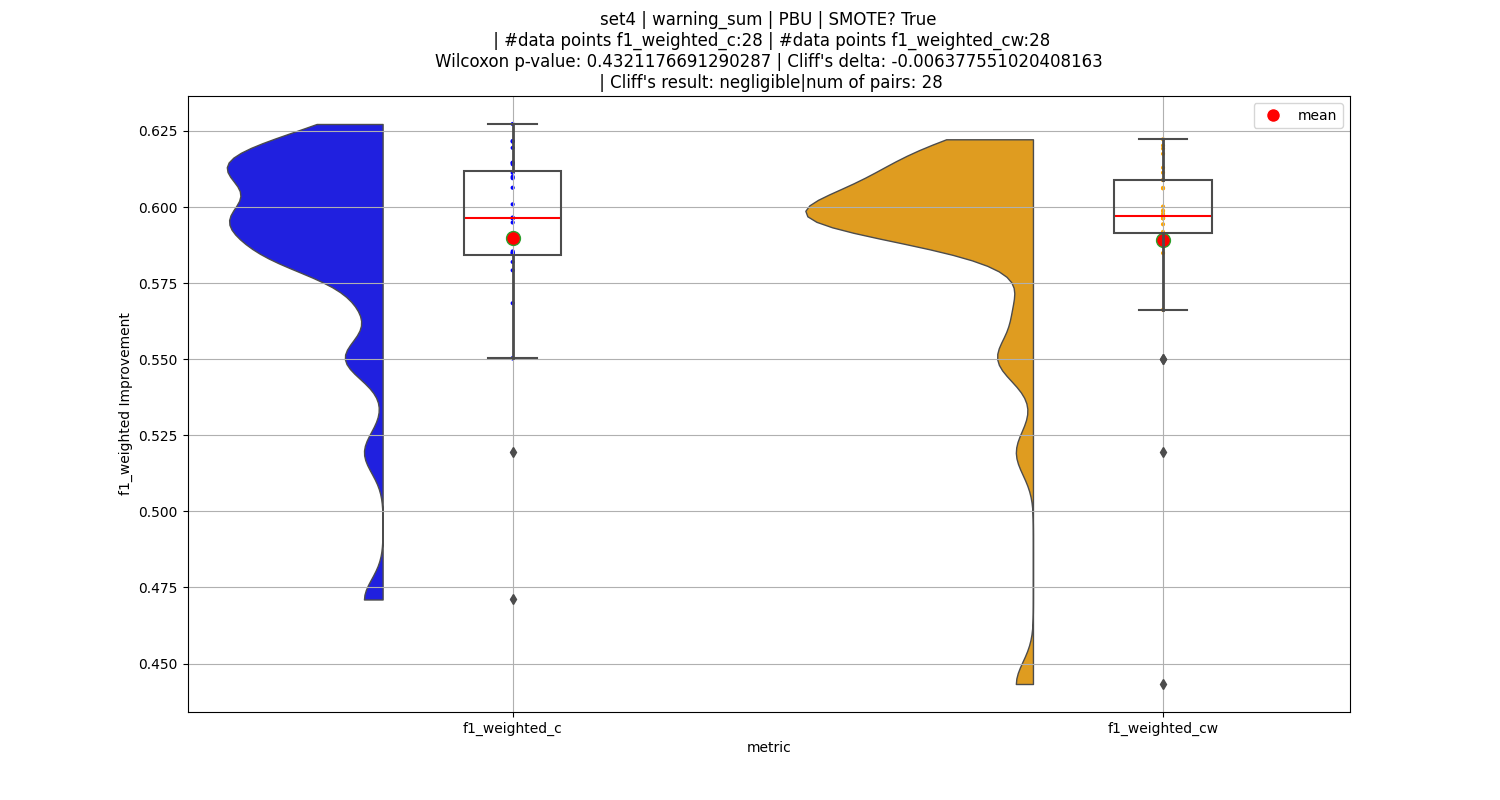 set4 | warning_sum | PBU | SMOTE? True
| #data points f1_weighted_c:28 | #data points f1_weighted_cw:28
Wilcoxon p-value: 0.4321176691290287 | Cliff's delta: -0.006377551020408163
| Cliff's result: negligible|num of pairs: 28
mean
0.625
0.600
0.575
0.550
0.525
0.500
0.475
0.450
f1_weighted Improvement
f1_weighted_c
f1_weighted_cw
metric